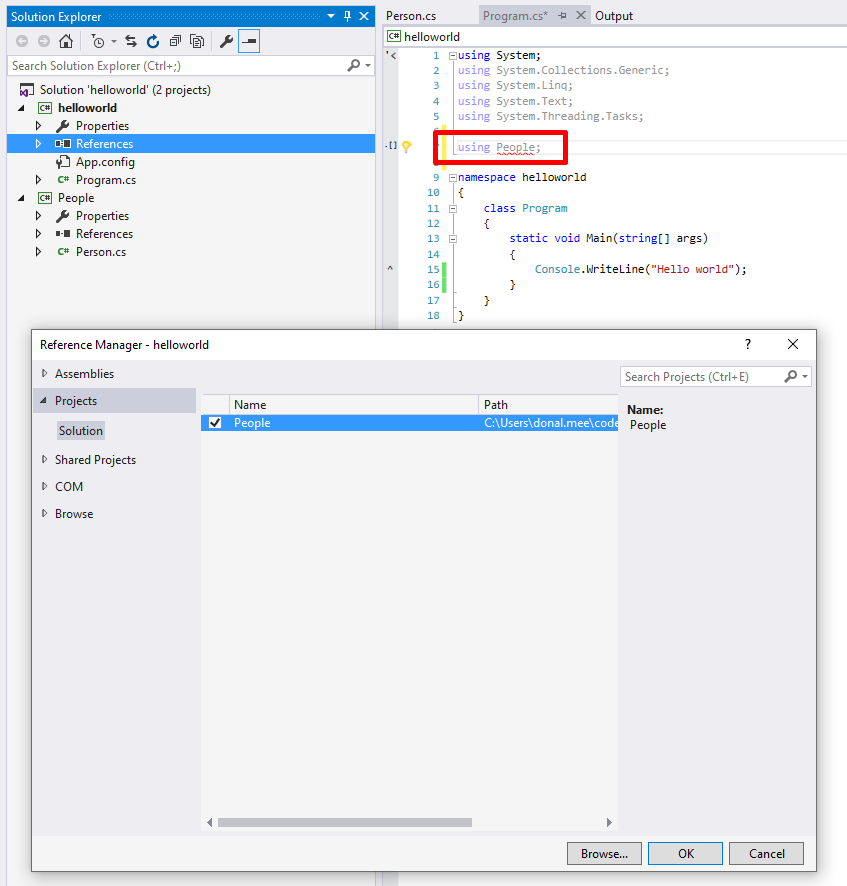 Solution Explorer
Search Solution Explorer (Ctrl+;)
Solution 'helloworld' (2 projects)
C# helloworld
Properties
References
App.config
C# Program.cs
C# People
Properties
References
C# Person.cs
Person.cs Program.cs* Output
C# helloworld
1 using System;
2 using System.Collections.Generic;
3 using System.Linq;
4 using System.Text;
5 using System.Threading.Tasks;
using People;
9 namespace helloworld
10 {
11 class Program
12 {
13 static void Main(string[] args)
14 {
15 Console.WriteLine("Hello world");
16 }
17 }
18 }
Reference Manager - helloworld ?
Assemblies
Projects
Solution
Shared Projects
COM
Browse
Name Path
People C:\Users\donal.mee\code
Search Projects (Ctrl+E)
Name:
People
Browse... OK Cancel